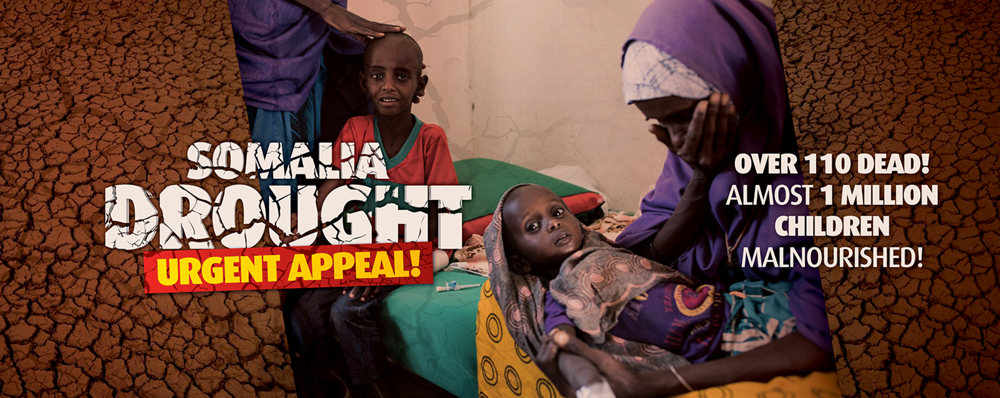 SOMALIA
DROUGHT
URGENT APPEAL!
OVER 110 DEAD!
ALMOST 1 MILLION
CHILDREN
MALNOURISHED!